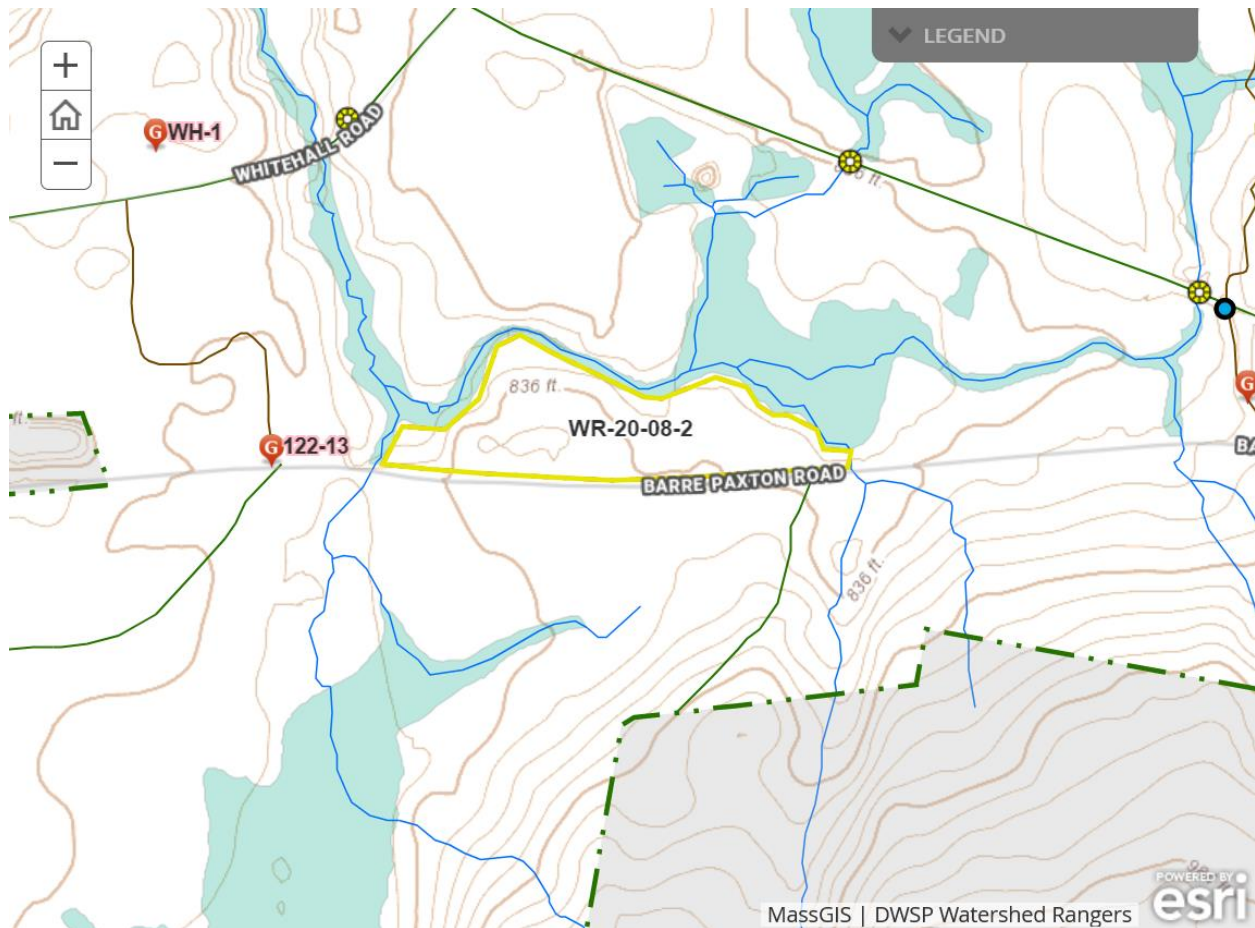 LEGEND
+
−
G WH-1
WHITEHALL ROAD
836 ft.
836 ft.
WR-20-08-2
G
ft.
G 122-13
BARRE PAXTON ROAD
BA
836 ft.
POWERED BY
esri
MassGIS | DWSP Watershed Rangers